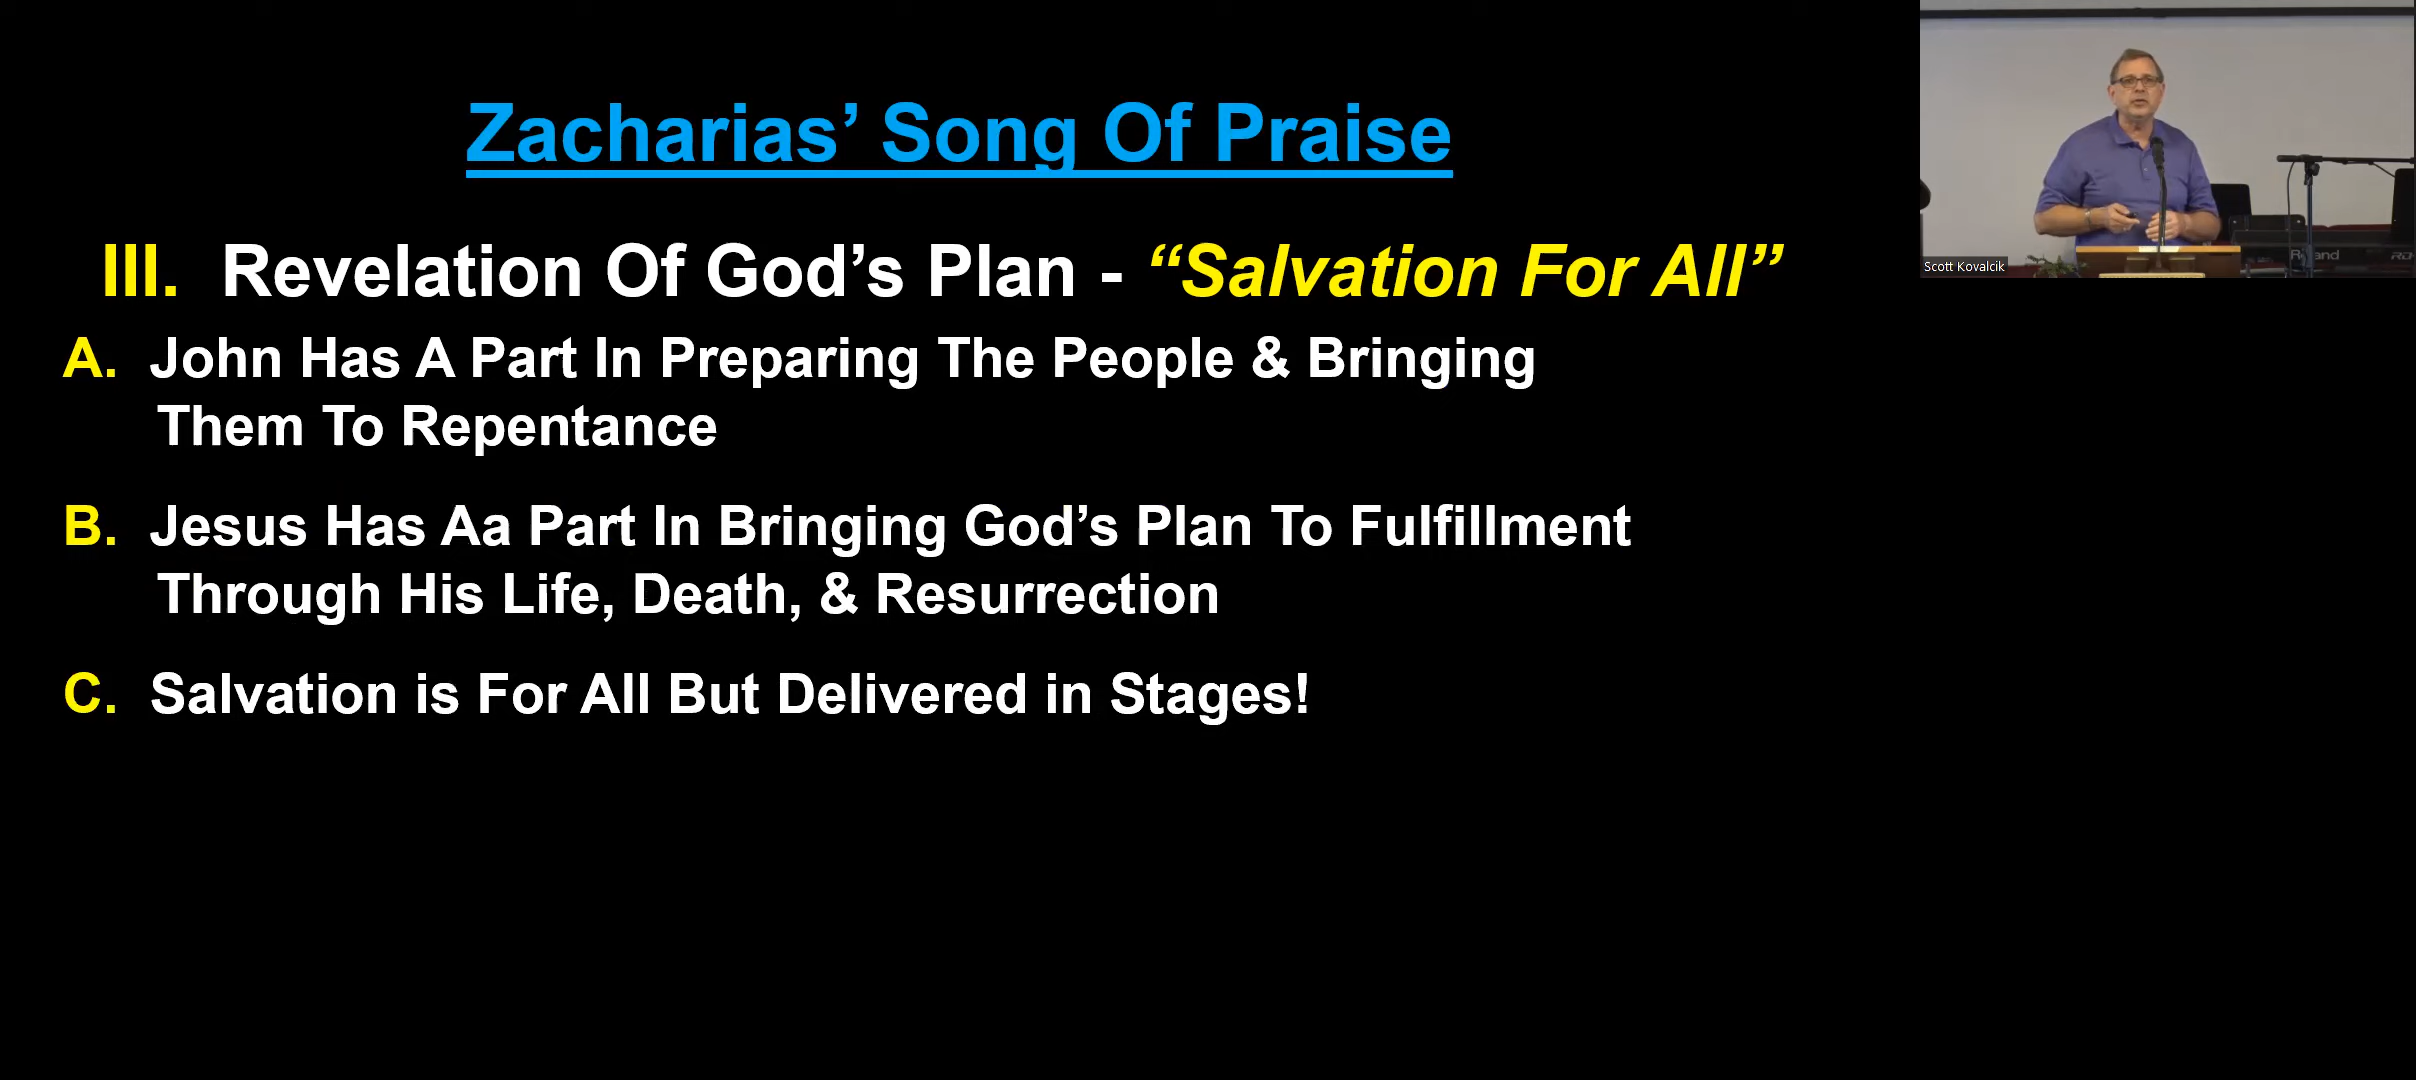 Zacharias’ Song Of Praise
III. Revelation Of God’s Plan - “Salvation For All”
A. John Has A Part In Preparing The People & Bringing
Them To Repentance
B. Jesus Has Aa Part In Bringing God’s Plan To Fulfillment
Through His Life, Death, & Resurrection
C. Salvation is For All But Delivered in Stages!
Scott Kovalcik